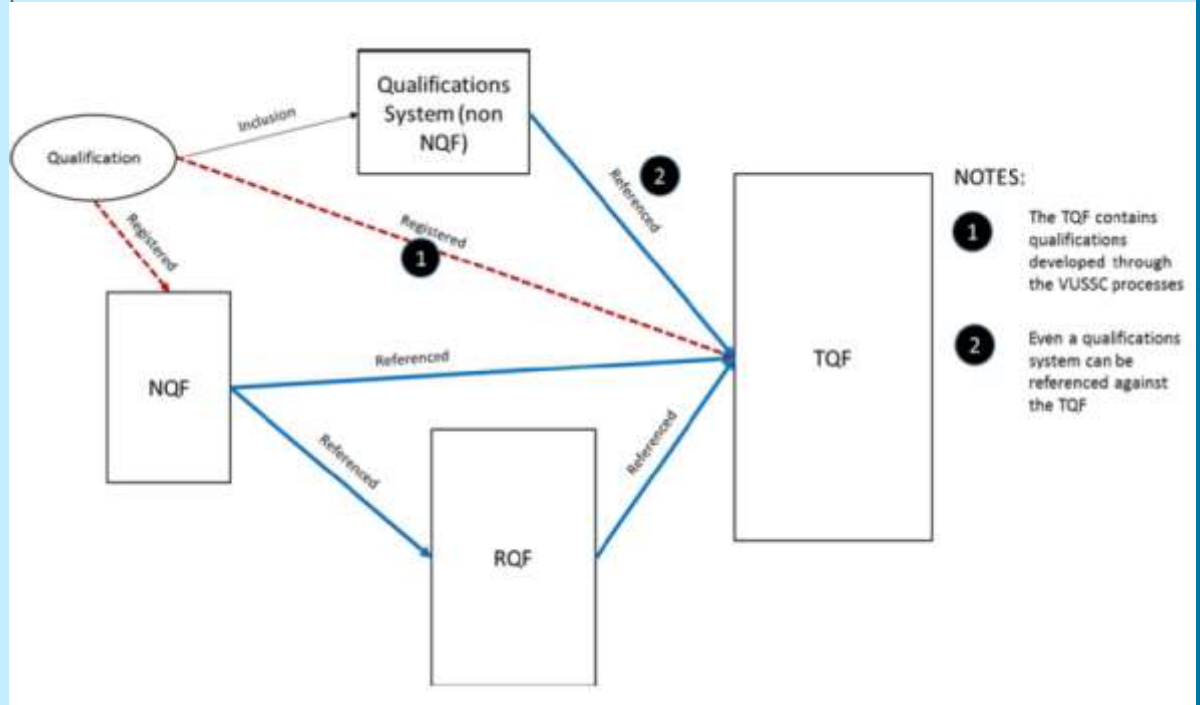 Qualifications
System (non
NQF)
Inclusion
Qualification
Referenced
2
Registered
1
Registered
NOTES:
1
The TQF contains
qualifications
developed through
the VUSSC processes
2
Even a qualifications
system can be
referenced against
the TQF
TQF
Referenced
NQF
Referenced
Referenced
RQF